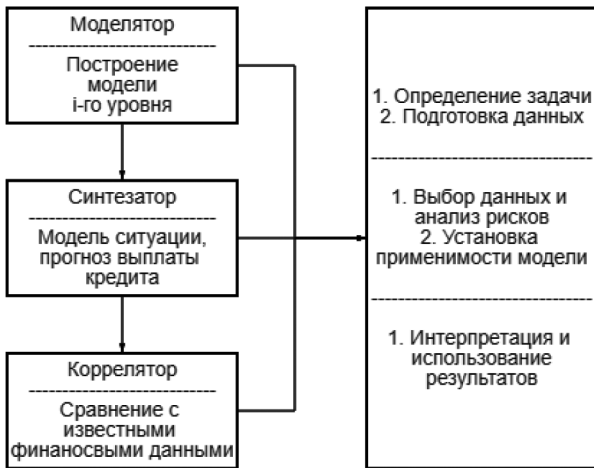 Моделятор
Построение
модели
i-го уровня
Синтезатор
Модель ситуации,
прогноз выплаты
кредита
Коррелятор
Сравнение с
известными
финаносвыми данными
1. Определение задачи
2. Подготовка данных
1. Выбор данных и
анализ рисков
2. Установка
применимости модели
1. Интерпретация и
использование
результатов